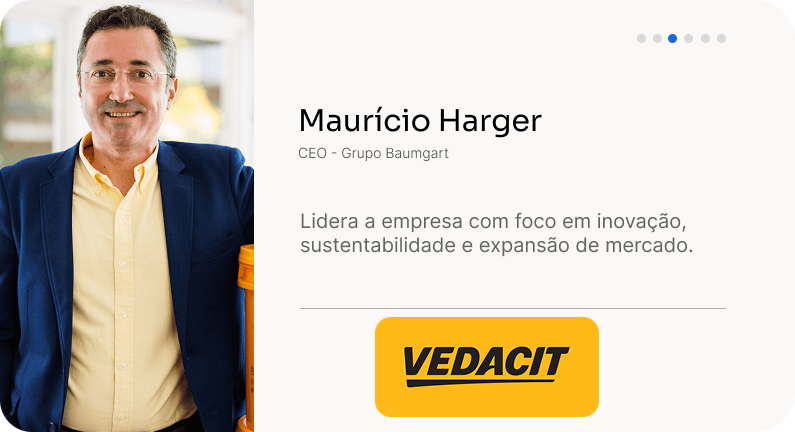 Maurício Harger
CEO - Grupo Baumgart
Lidera a empresa com foco em inovação,
sustentabilidade e expansão de mercado.
VEDACIT